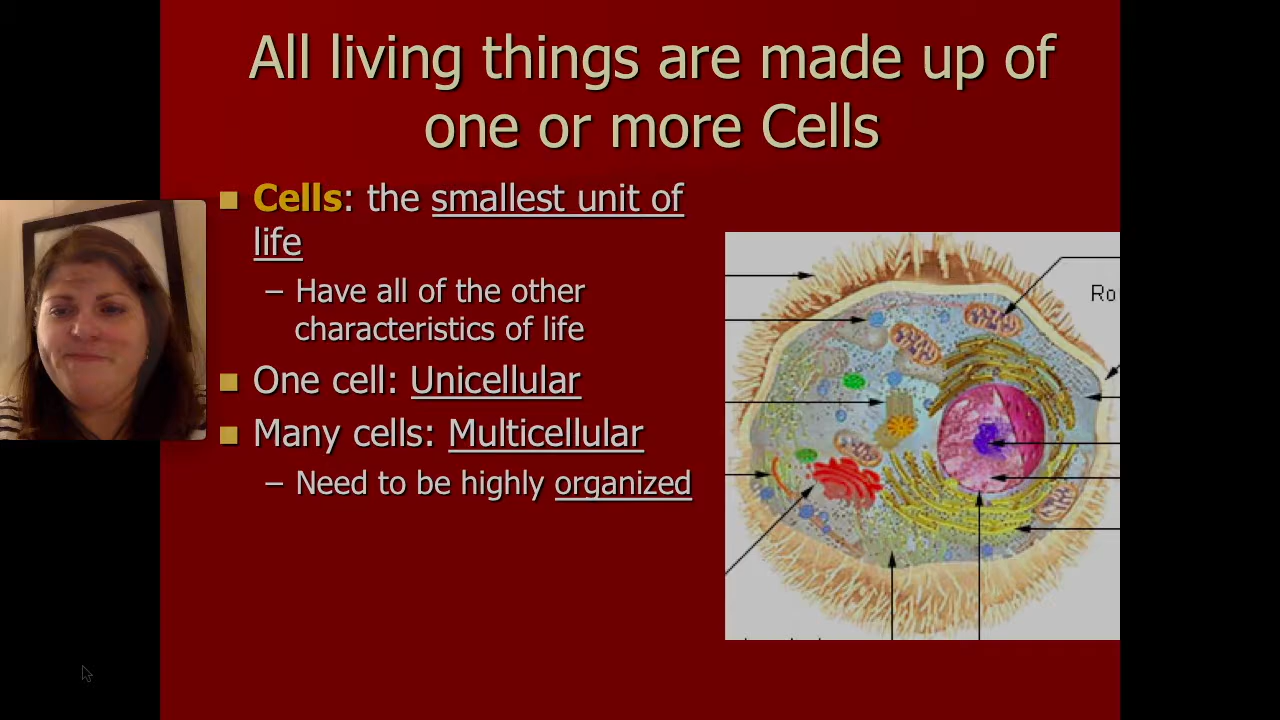 All living things are made up of
one or more Cells
■ Cells: the smallest unit of
life
– Have all of the other
characteristics of life
■ One cell: Unicellular
■ Many cells: Multicellular
– Need to be highly organized
Ro